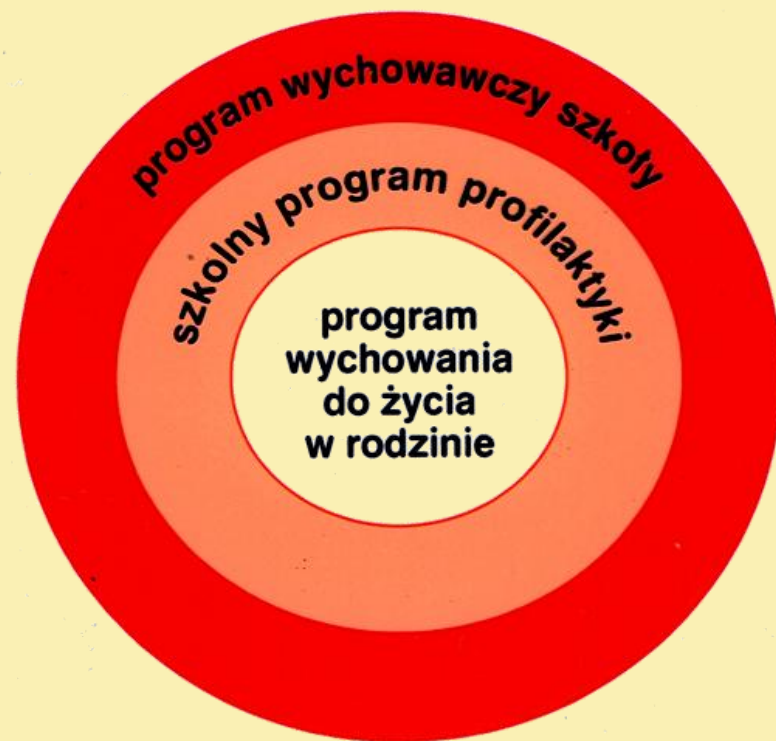 program wychowawczy szkoły
szkolny program profilaktyki
program
wychowania
do życia
w rodzinie